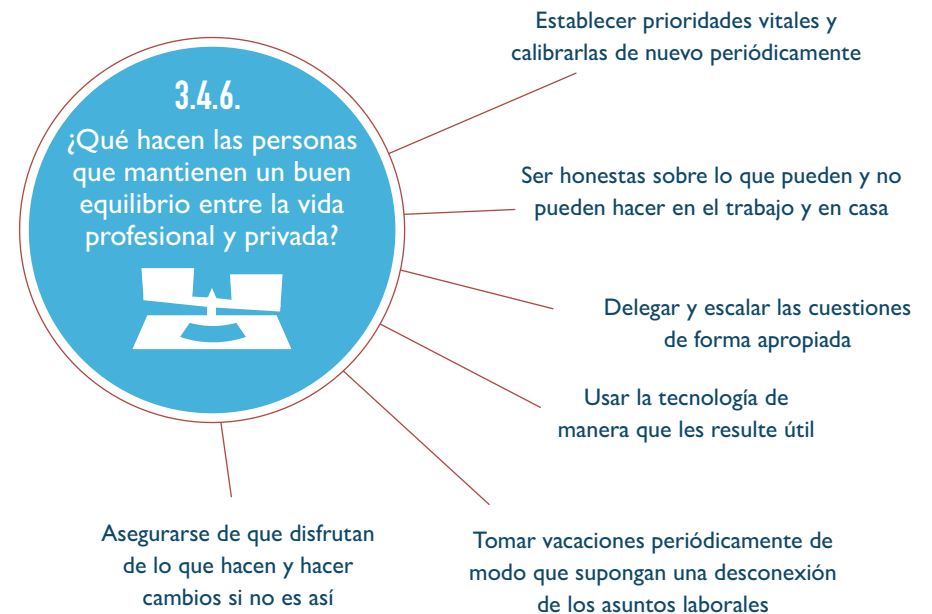 3.4.6.
¿Qué hacen las personas
que mantienen un buen
equilibrio entre la vida
profesional y privada?
Establecer prioridades vitales y
calibrarlas de nuevo periódicamente
Ser honestas sobre lo que pueden y no
pueden hacer en el trabajo y en casa
Delegar y escalar las cuestiones
de forma apropiada
Usar la tecnología de
manera que les resulte útil
Tomar vacaciones periódicamente de
modo que supongan una desconexión
de los asuntos laborales
Asegurarse de que disfrutan
de lo que hacen y hacer
cambios si no es así